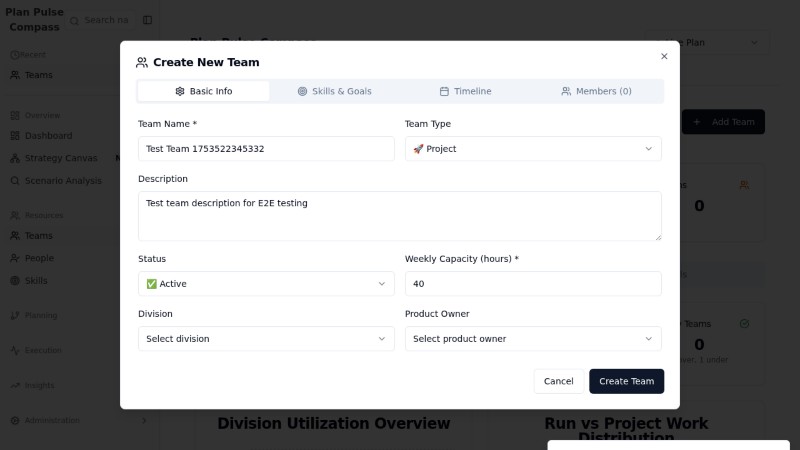 Plan Pulse
Compass
Search na
Recent
Teams
Overview
Dashboard
Strategy Canvas
Scenario Analysis
Resources
Teams
People
Skills
Planning
Execution
Insights
Administration
Plan
Add Team
0
Teams
0
Division Utilization Overview
Run vs Project Work
Distribution
Create New Team
Basic Info
Skills & Goals
Timeline
Members (0)
Team Name *
Team Type
Test Team 1753522345332
🚀 Project
Description
Test team description for E2E testing
Status
Weekly Capacity (hours) *
✅ Active
40
Division
Product Owner
Select division
Select product owner
Cancel
Create Team